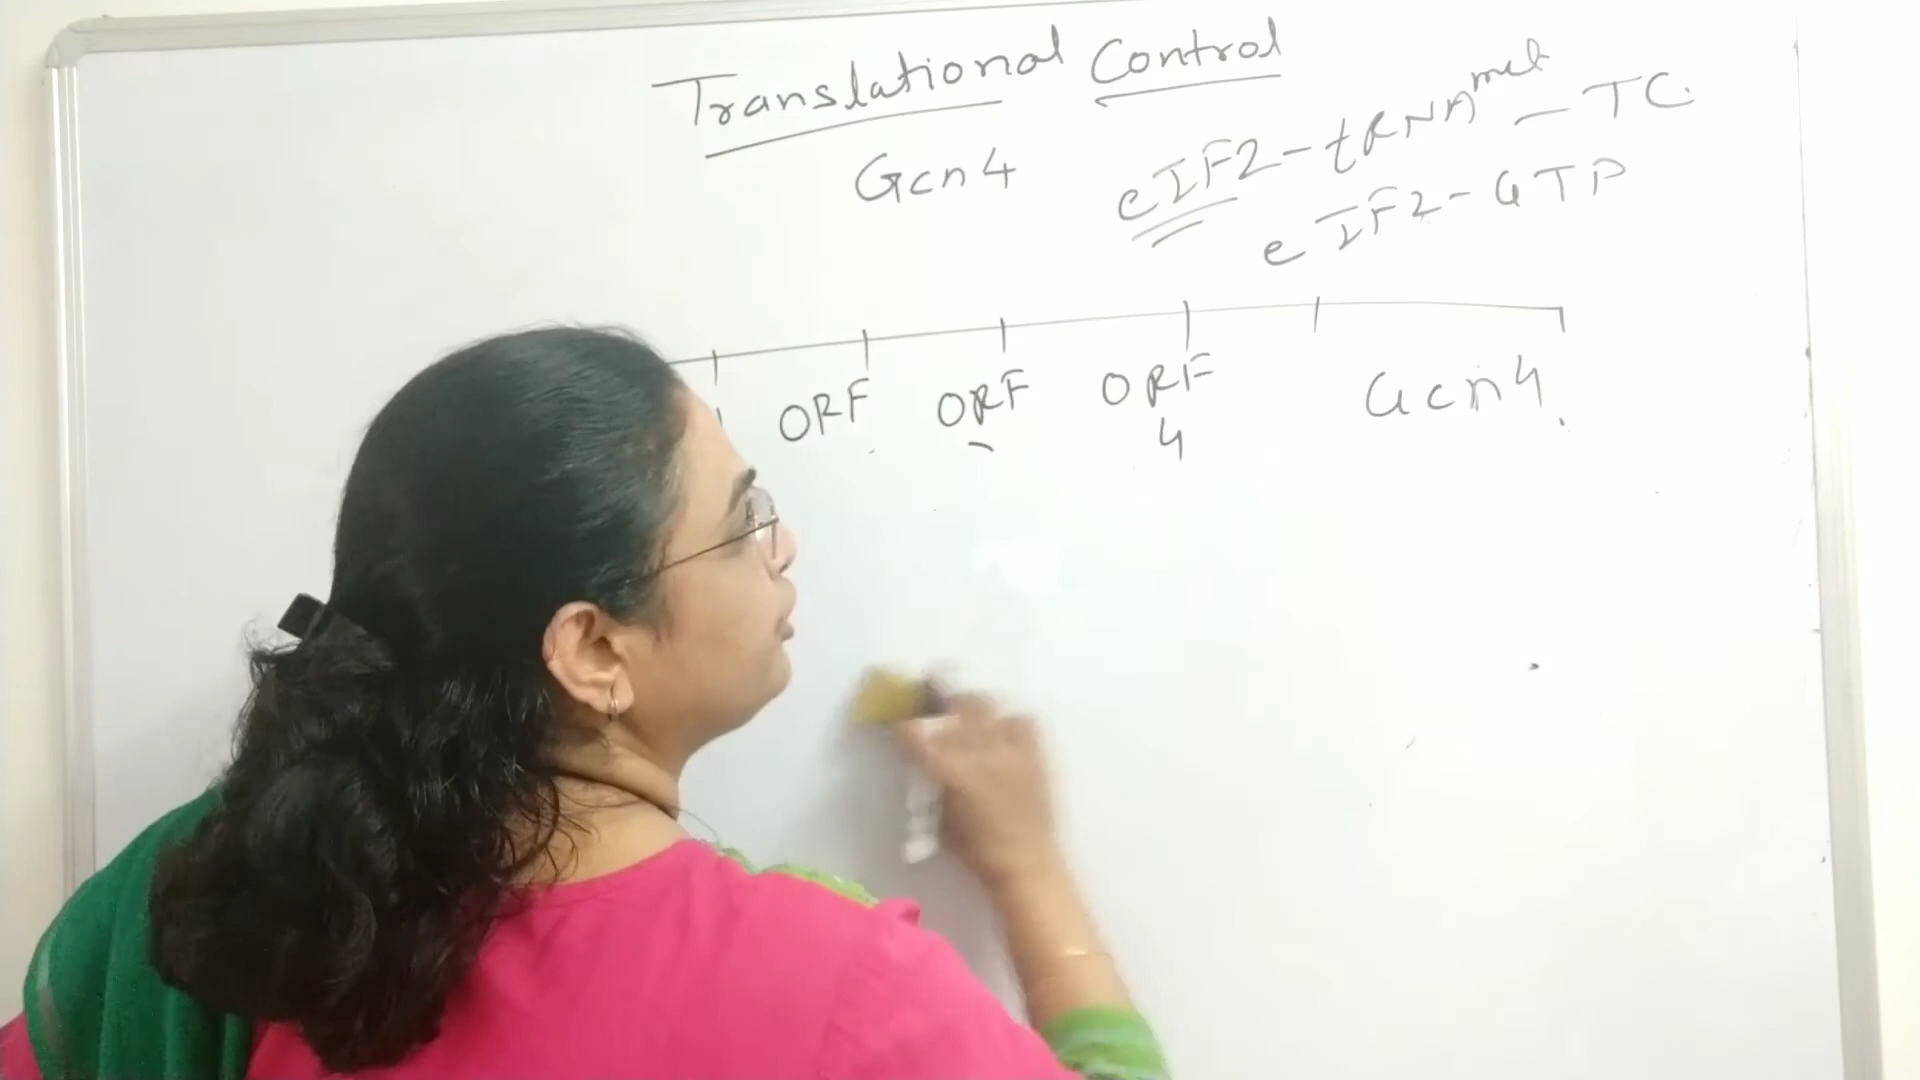 Translational Control
Gcn4
eIF2-tRNA^met - TC.
eIF2-GTP
ORF ORF ORF Gcn4.
4